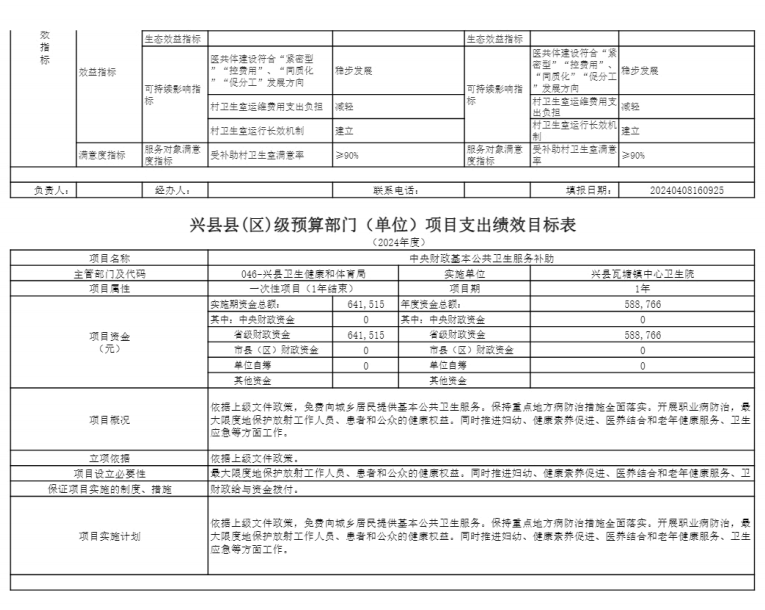 效
指
标
效益指标
生态效益指标
生态效益指标
可持续影响指标
医共体建设符合“紧密型
”“控费用”、“同质化
”“促分工”发展方向
稳步发展
可持续影响指标
医共体建设符合“紧
密型”“控费用”、
“同质化”“促分工
”发展方向
稳步发展
村卫生室运维费用支出负担
减轻
村卫生室运维费用支
出负担
减轻
村卫生室运行长效机制
建立
村卫生室运行长效机
制
建立
满意度指标
服务对象满意
度指标
受补助村卫生室满意率
≥90%
服务对象满意
度指标
受补助村卫生室满意
率
≥90%
负责人:
经办人:
联系电话:
填报日期:
20240408160925
兴县县(区)级预算部门（单位）项目支出绩效目标表
（2024年度）
项目名称
中央财政基本公共卫生服务补助
主管部门及代码
046-兴县卫生健康和体育局
实施单位
兴县瓦塘镇中心卫生院
项目属性
一次性项目（1年结束）
项目期
1年
项目资金
（元）
实施期资金总额:
641,515
年度资金总额:
588,766
其中: 中央财政资金
0
其中: 中央财政资金
0
省级财政资金
641,515
省级财政资金
588,766
市县（区）财政资金
0
市县（区）财政资金
0
单位自筹
0
单位自筹
0
其他资金
其他资金
项目概况
依据上级文件政策，免费向城乡居民提供基本公共卫生服务。保持重点地方病防治措施全面落实。开展职业病防治，最
大限度地保护放射工作人员、患者和公众的健康权益。同时推进妇幼、健康素养促进、医养结合和老年健康服务、卫生
应急等方面工作。
立项依据
依据上级文件政策。
项目设立必要性
最大限度地保护放射工作人员、患者和公众的健康权益。同时推进妇幼、健康素养促进、医养结合和老年健康服务、卫
保证项目实施的制度、措施
财政给与资金拨付。
项目实施计划
依据上级文件政策，免费向城乡居民提供基本公共卫生服务。保持重点地方病防治措施全面落实。开展职业病防治，最
大限度地保护放射工作人员、患者和公众的健康权益。同时推进妇幼、健康素养促进、医养结合和老年健康服务、卫生
应急等方面工作。